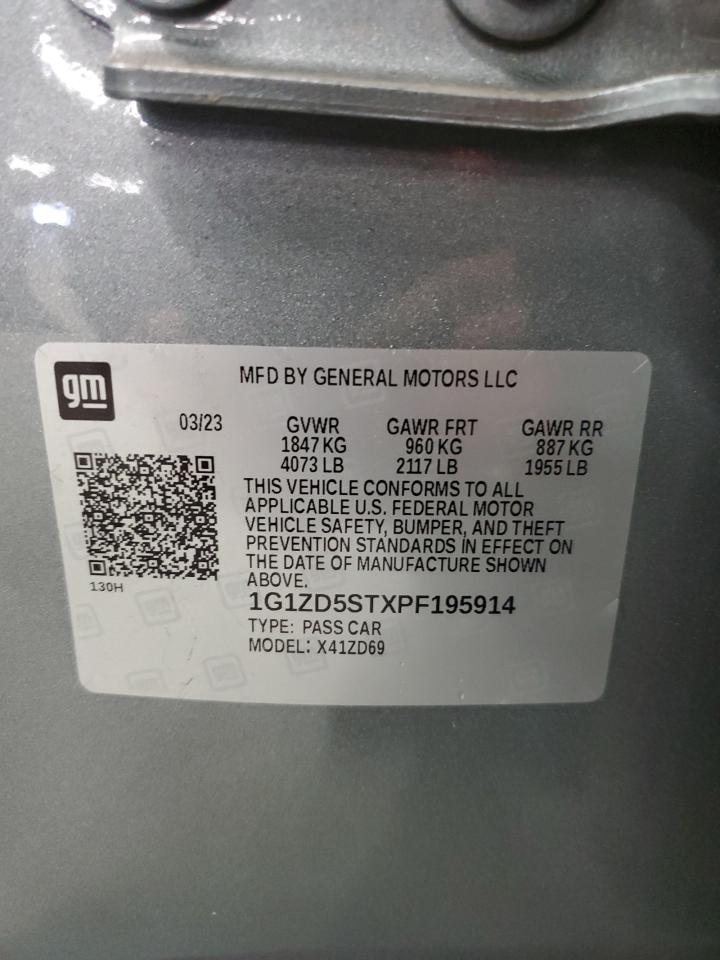 gm
MFD BY GENERAL MOTORS LLC
03/23 GVWR GAWR FRT GAWR RR
1847 KG 960 KG 887 KG
4073 LB 2117 LB 1955 LB
THIS VEHICLE CONFORMS TO ALL
APPLICABLE U.S. FEDERAL MOTOR
VEHICLE SAFETY, BUMPER, AND THEFT
PREVENTION STANDARDS IN EFFECT ON
THE DATE OF MANUFACTURE SHOWN
ABOVE.
130H
1G1ZD5STXPF195914
TYPE: PASS CAR
MODEL: X41ZD69